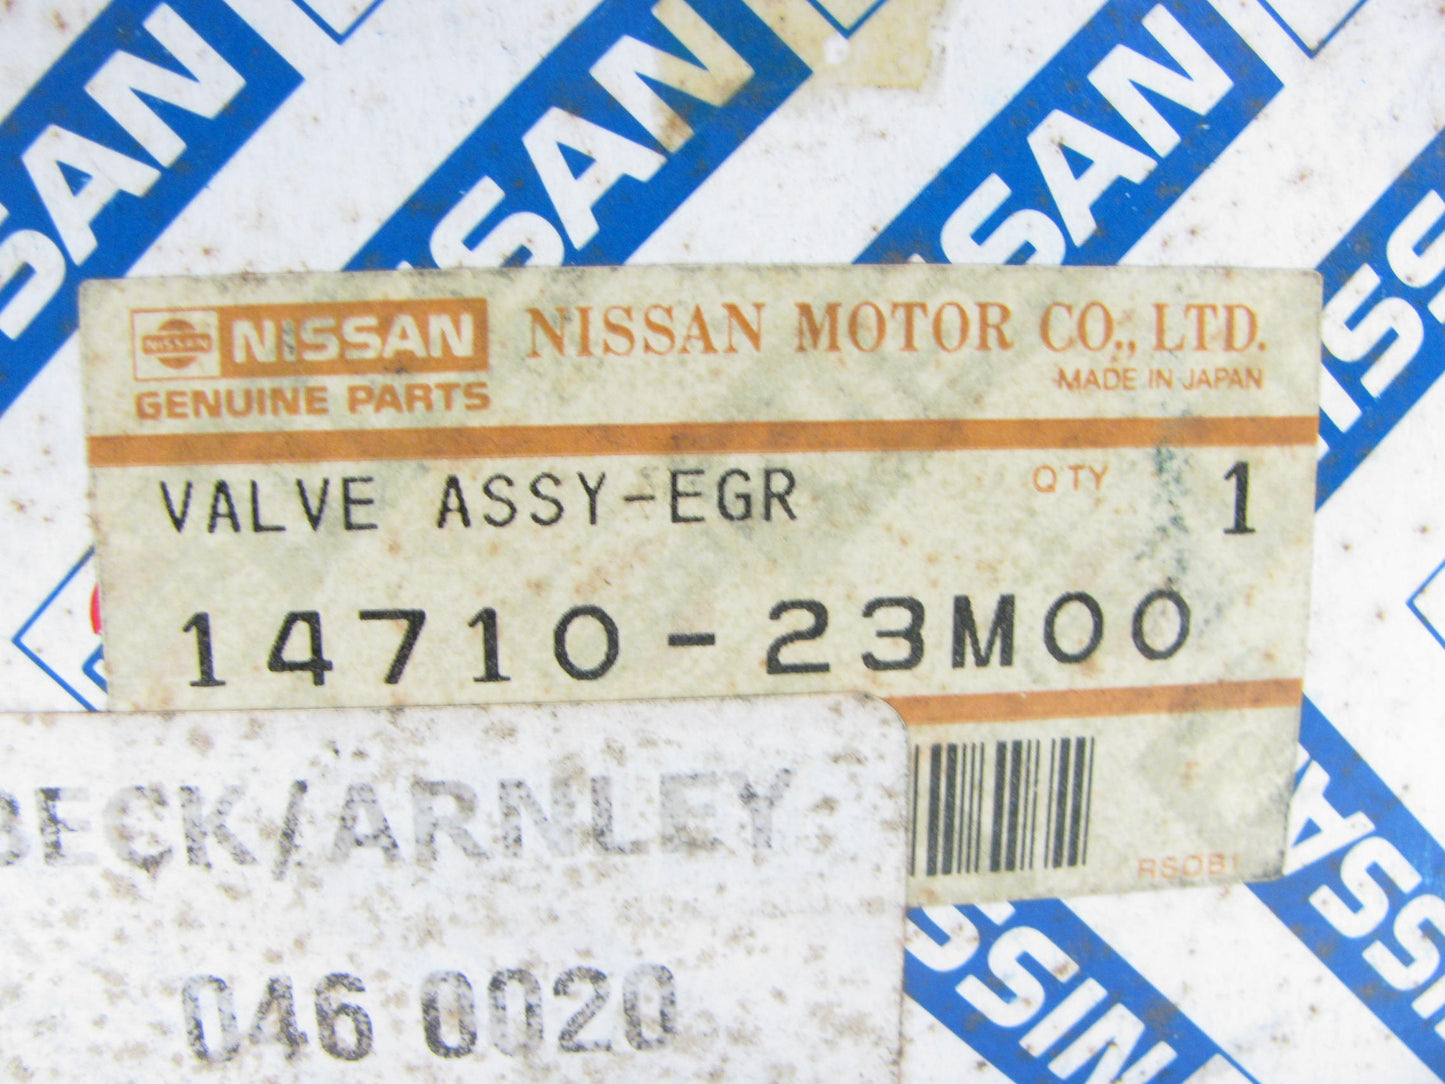 NISSAN
NISSAN NISSAN MOTOR CO., LTD.
GENUINE PARTS MADE IN JAPAN
VALVE ASSY-EGR QTY 1
14710-23M00
RSOB1
BECK/ARNLEY
046 0020